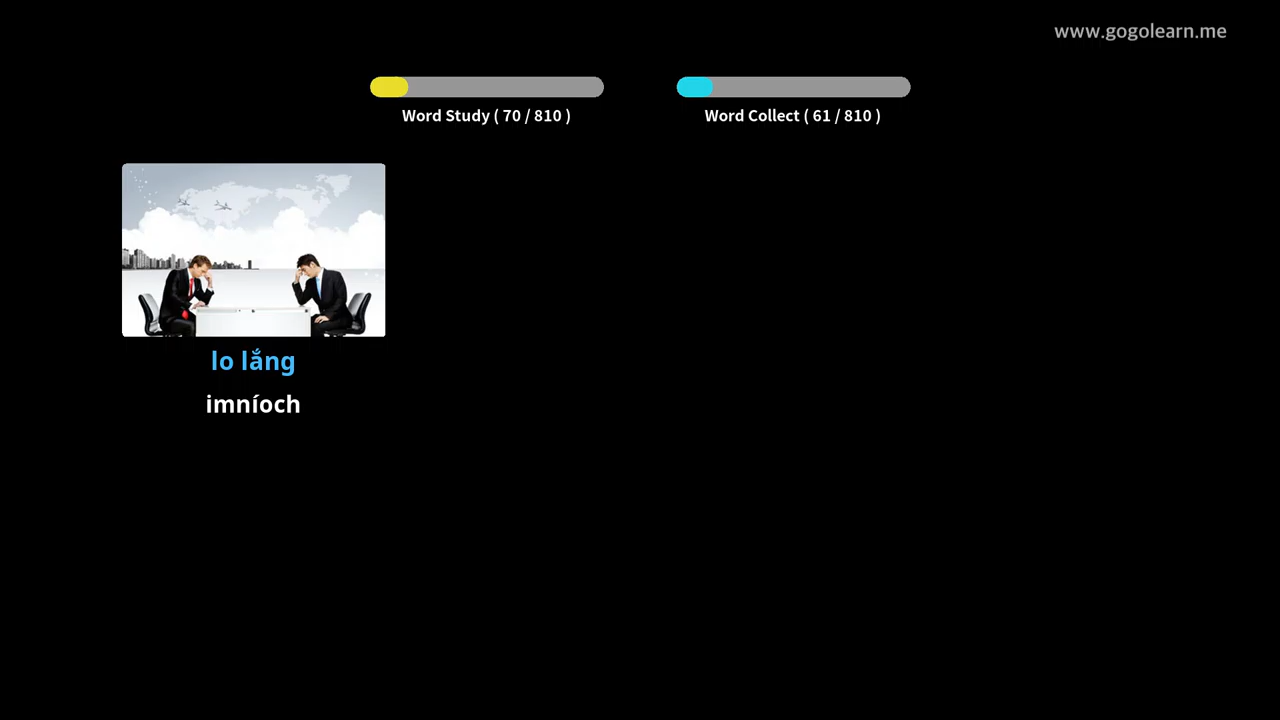 www.gogolearn.me
Word Study ( 70 / 810 )
Word Collect ( 61 / 810 )
lo lắng
imníoch